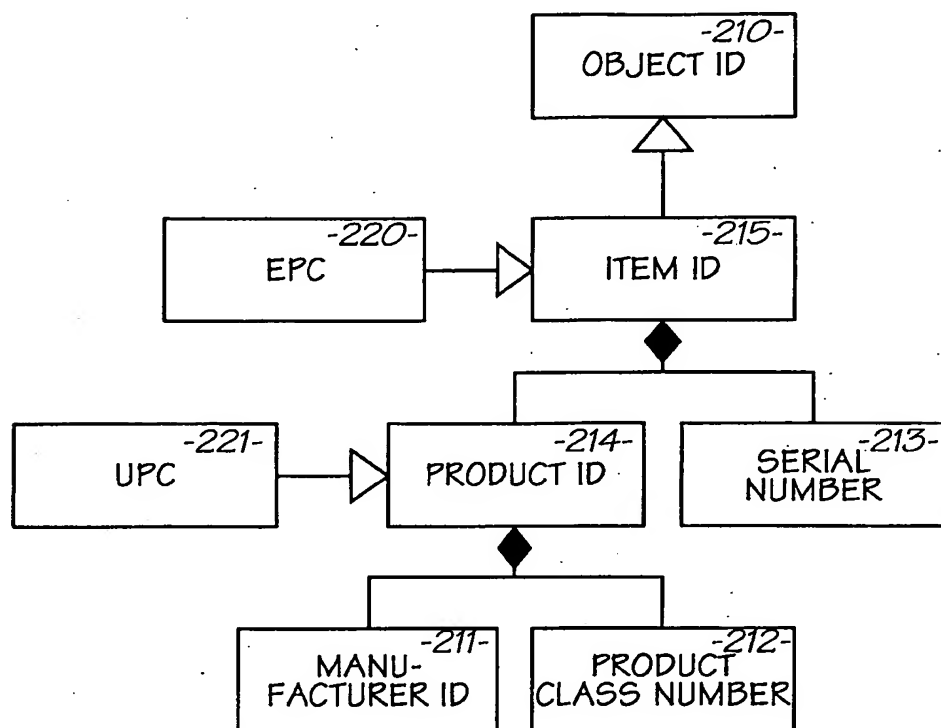 -210-
OBJECT ID
-220-
EPC
-215-
ITEM ID
-221-
UPC
-214-
PRODUCT ID
-213-
SERIAL
NUMBER
-211-
MANU-
FACTURER ID
-212-
PRODUCT
CLASS NUMBER